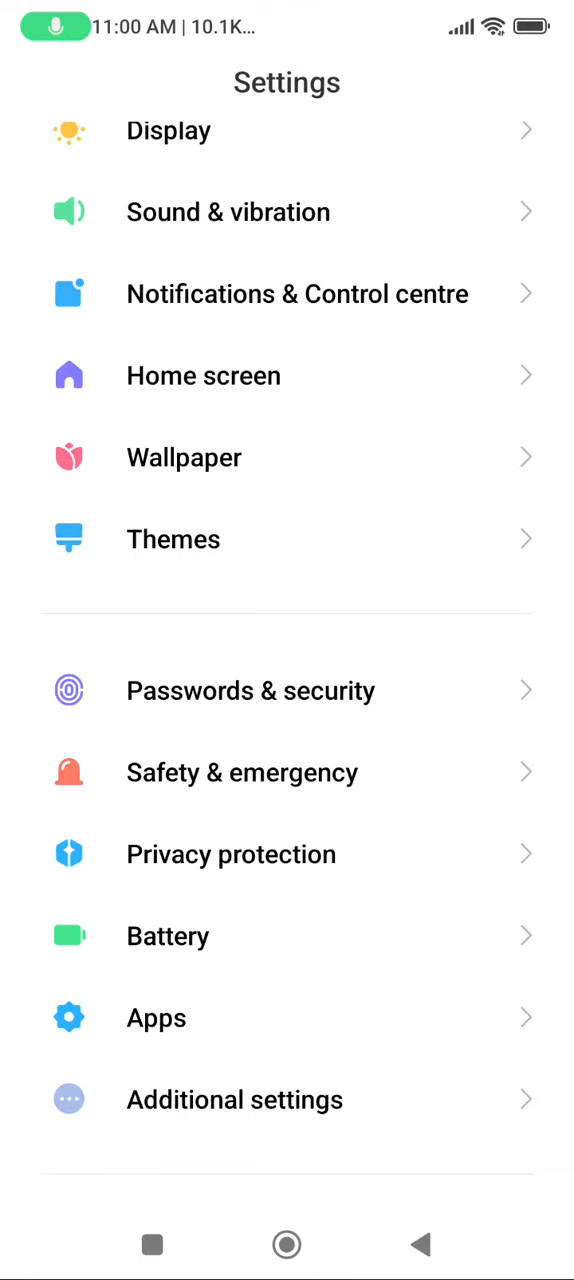 11:00 AM | 10.1K...
Settings
Display
Sound & vibration
Notifications & Control centre
Home screen
Wallpaper
Themes
Passwords & security
Safety & emergency
Privacy protection
Battery
Apps
Additional settings